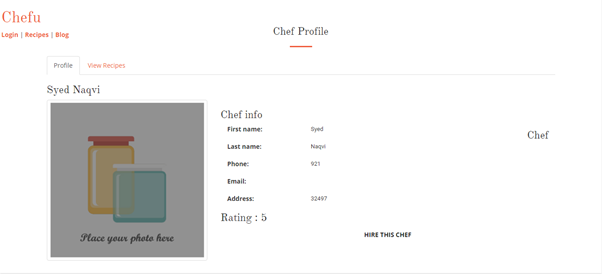 Chefu
Login | Recipes | Blog
Chef Profile
Profile
View Recipes
Syed Naqvi
Place your photo here
Chef info
First name: Syed
Last name: Naqvi
Phone: 921
Email:
Address: 32497
Rating : 5
Chef
HIRE THIS CHEF